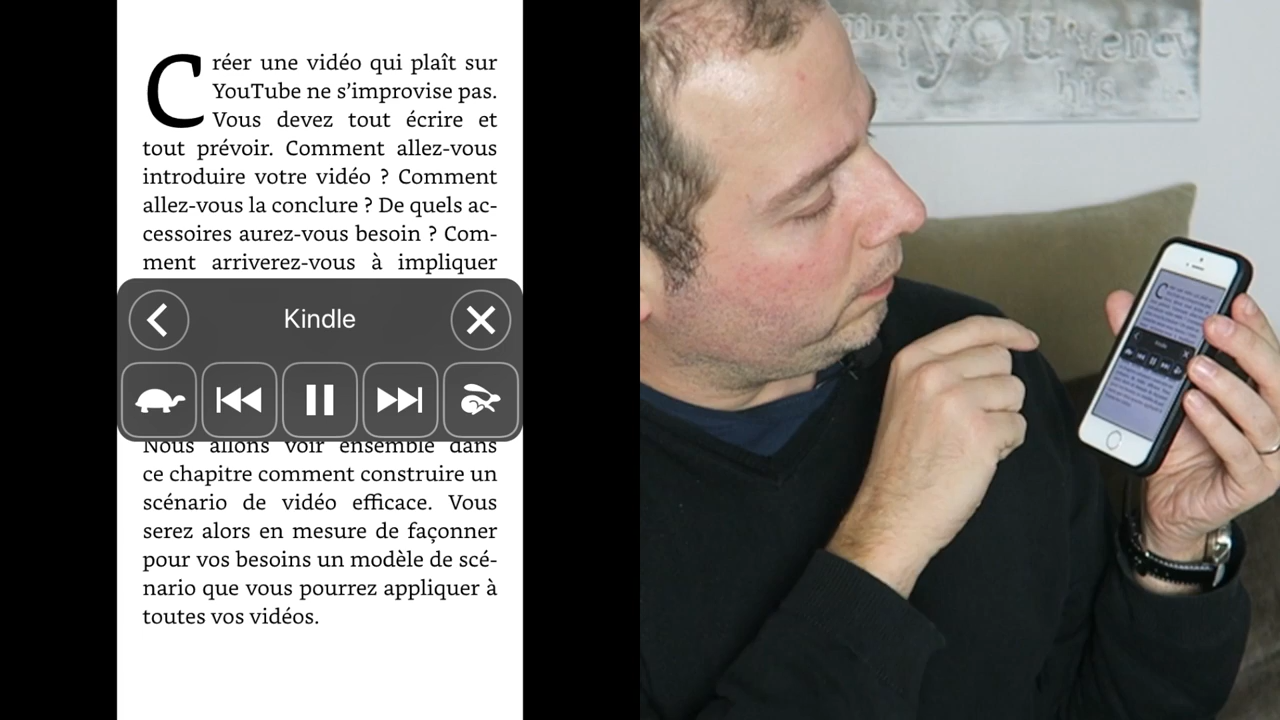 Créer une vidéo qui plaît sur
YouTube ne s'improvise pas.
Vous devez tout écrire et
tout prévoir. Comment allez-vous
introduire votre vidéo ? Comment
allez-vous la conclure ? De quels ac-
cessoires aurez-vous besoin ? Com-
ment arriverez-vous à impliquer
Kindle
Nous allons voir ensemble dans
ce chapitre comment construire un
scénario de vidéo efficace. Vous
serez alors en mesure de façonner
pour vos besoins un modèle de scé-
nario que vous pourrez appliquer à
toutes vos vidéos.
you
his